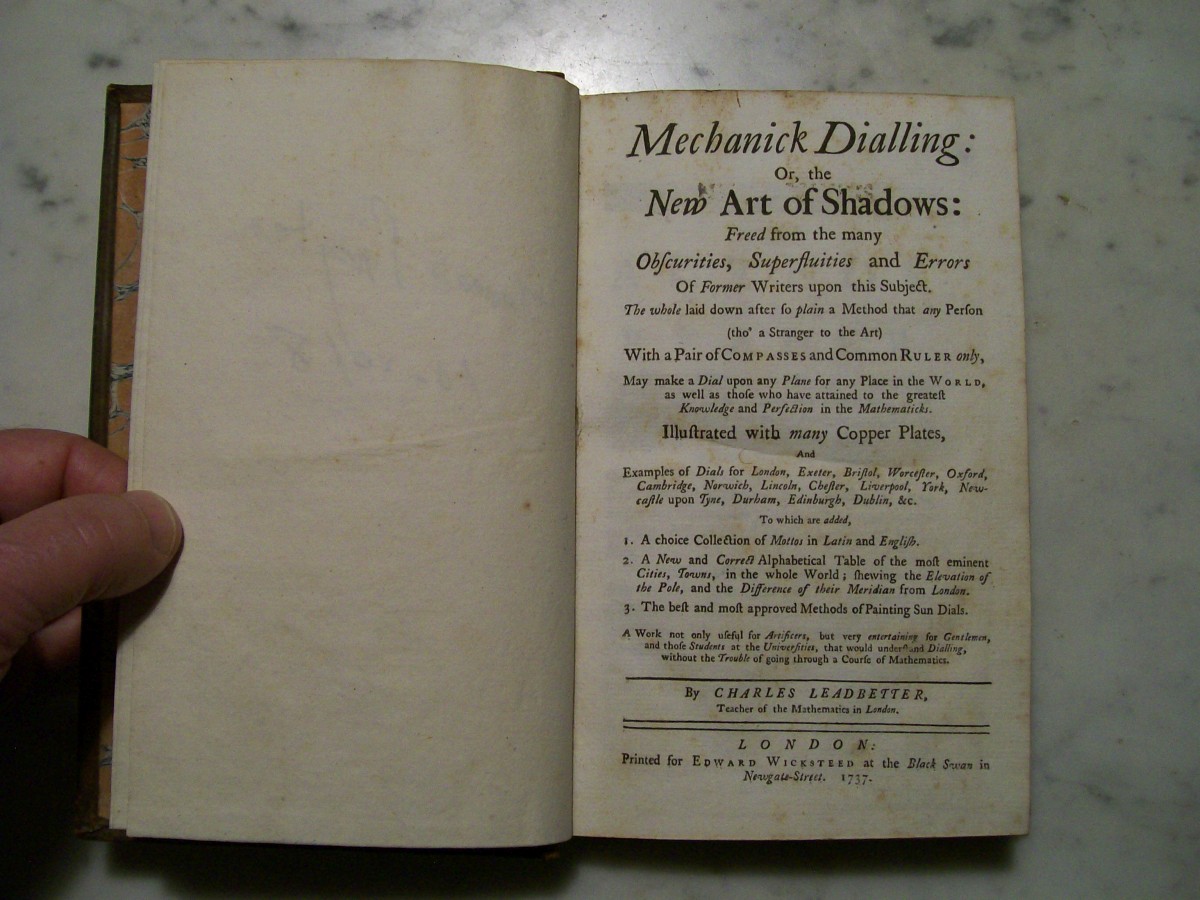 Mechanick Dialling:
Or, the
New Art of Shadows:
Freed from the many
Obſcurities, Superfluities and Errors
Of Former Writers upon this Subject.
The whole laid down after ſo plain a Method that any Perſon
(tho' a Stranger to the Art)
With a Pair of COMPASSES and Common RULER only,
May make a Dial upon any Plane for any Place in the WORLD,
as well as thoſe who have attained to the greateſt
Knowledge and Perfection in the Mathematicks.
Illuſtrated with many Copper Plates,
And
Examples of Dials for London, Exeter, Briſtol, Worceſter, Oxford,
Cambridge, Norwich, Lincoln, Cheſter, Liverpool, York, New-
caſtle upon Tyne, Durham, Edinburgh, Dublin, &c.
To which are added,
1. A choice Collection of Mottos in Latin and Engliſh.
2. A New and Correct Alphabetical Table of the moſt eminent
Cities, Towns, in the whole World; ſhewing the Elevation of
the Pole, and the Difference of their Meridian from London.
3. The beſt and moſt approved Methods of Painting Sun Dials.
A Work not only uſeful for Artificers, but very entertaining for Gentlemen,
and thoſe Students at the Univerſities, that would underſtand Dialling,
without the Trouble of going through a Courſe of Mathematics.
By CHARLES LEADBETTER,
Teacher of the Mathematics in London.
LONDON:
Printed for EDWARD WICKSTEED at the Black Swan in
Newgate-Street. 1737.